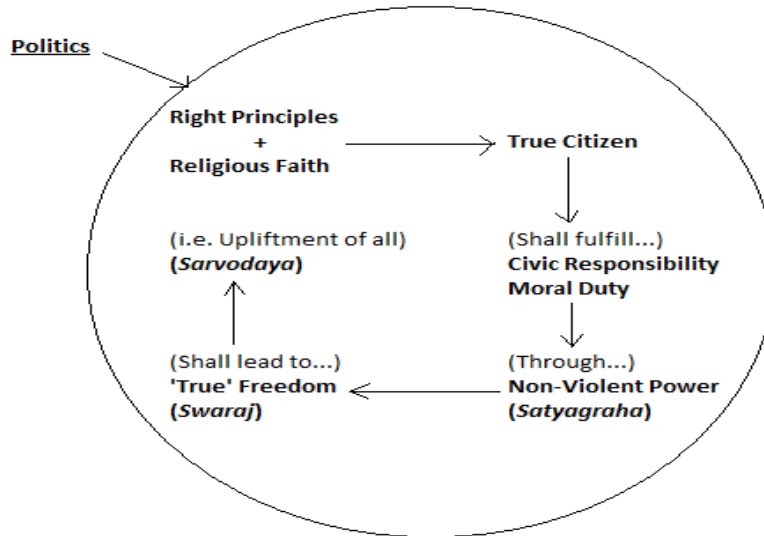 Politics
Right Principles
+
Religious Faith
True Citizen
(Shall fulfill...)
Civic Responsibility
Moral Duty
(Through...)
Non-Violent Power
(Satyagraha)
(Shall lead to...)
'True' Freedom
(Swaraj)
(i.e. Upliftment of all)
(Sarvodaya)